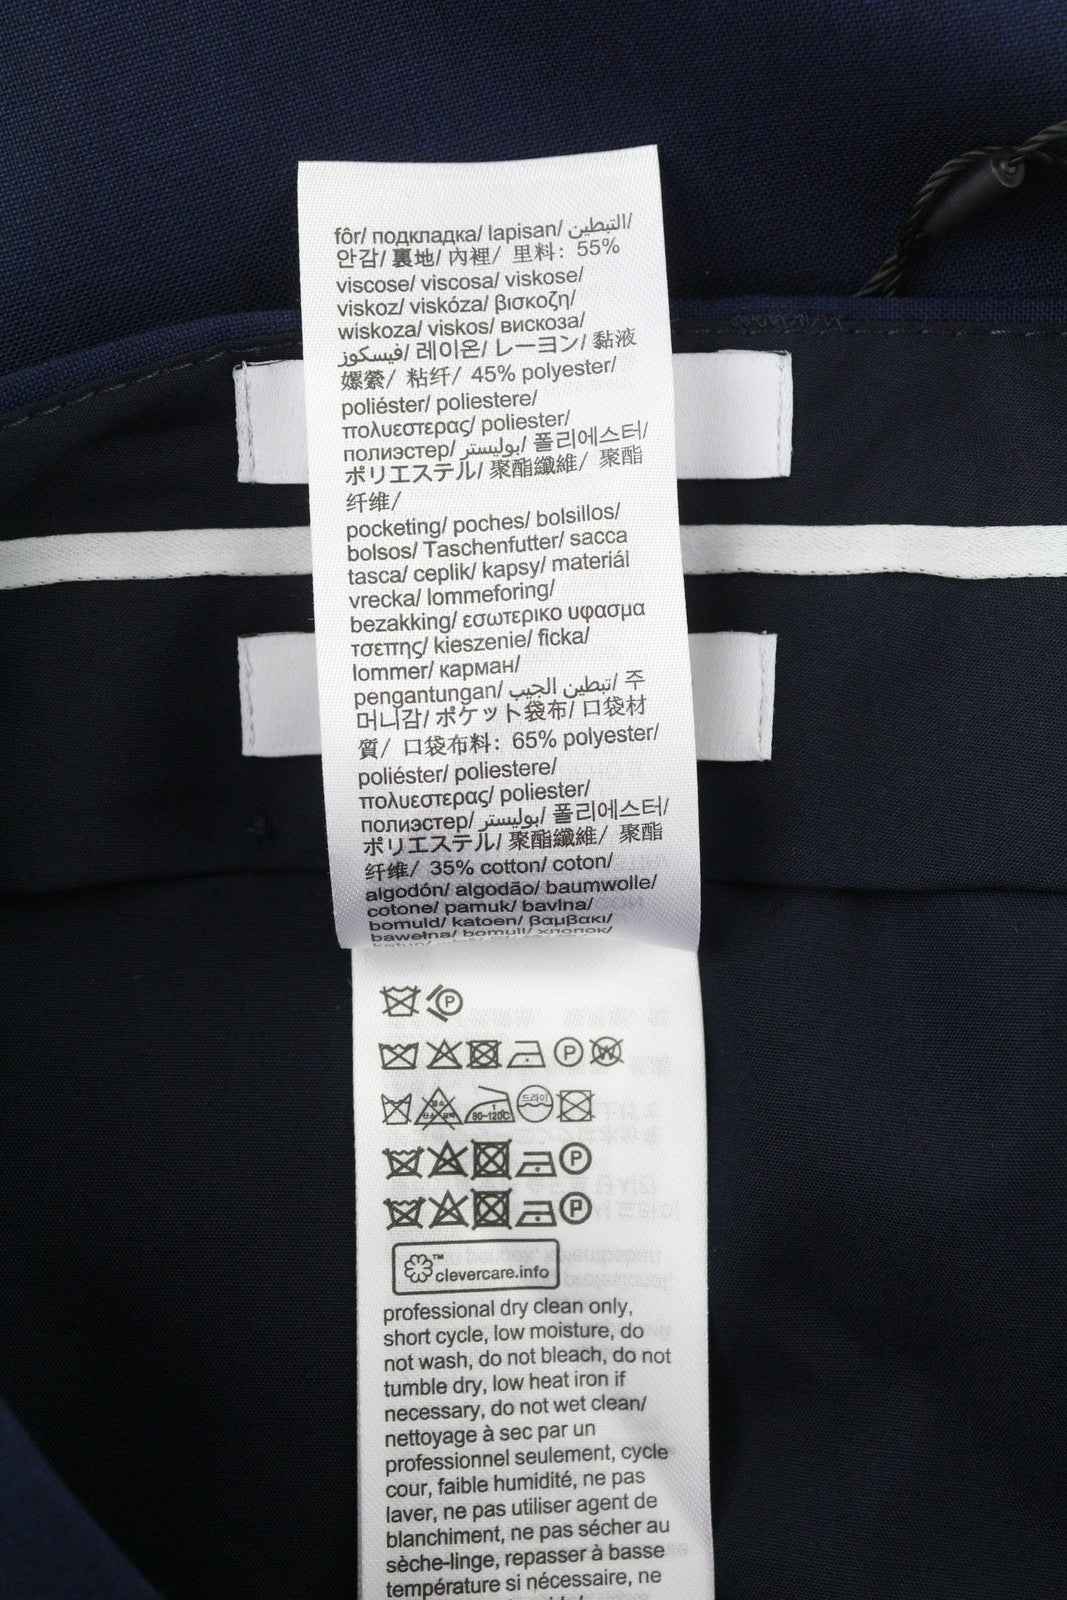 fôr/ подкладка/ lapisan/ التبطين/
안감/ 裏地/ 內裡/ 里料: 55%
viscose/ viscosa/ viskose/
viskoz/ viskóza/ βισκοζη/
wiskoza/ viskos/ вискоза/
فيسكوز/ 레이온/ レーヨン/ 黏液
嫘縈/ 粘纤/ 45% polyester/
poliéster/ poliestere/
πολυεστερας/ poliester/
полиэстер/ بوليستر/ 폴리에스터/
ポリエステル/ 聚酯纖維/ 聚酯
纤维/
pocketing/ poches/ bolsillos/
bolsos/ Taschenfutter/ sacca
tasca/ ceplik/ kapsy/ materiál
vrecka/ lommeforing/
bezakking/ εσωτερικο υφασμα
τσεπης/ kieszenie/ ficka/
lommer/ карман/
pengantungan/ تبطين الجيب/ 주
머니감/ ポケット袋布/ 口袋材
質/ 口袋布料: 65% polyester/
poliéster/ poliestere/
πολυεστερας/ poliester/
полиэстер/ بوليستر/ 폴리에스터/
ポリエステル/ 聚酯纖維/ 聚酯
纤维/ 35% cotton/ coton/
algodón/ algodão/ baumwolle/
cotone/ pamuk/ bavlna/
bomuld/ katoen/ βαμβακι/
bawełna/ bomull/ хлопок/
P
P W
80~120°C 드라이
P
P
™
clevercare.info
professional dry clean only,
short cycle, low moisture, do
not wash, do not bleach, do not
tumble dry, low heat iron if
necessary, do not wet clean/
nettoyage à sec par un
professionnel seulement, cycle
cour, faible humidité, ne pas
laver, ne pas utiliser agent de
blanchiment, ne pas sécher au
sèche-linge, repasser à basse
température si nécessaire, ne